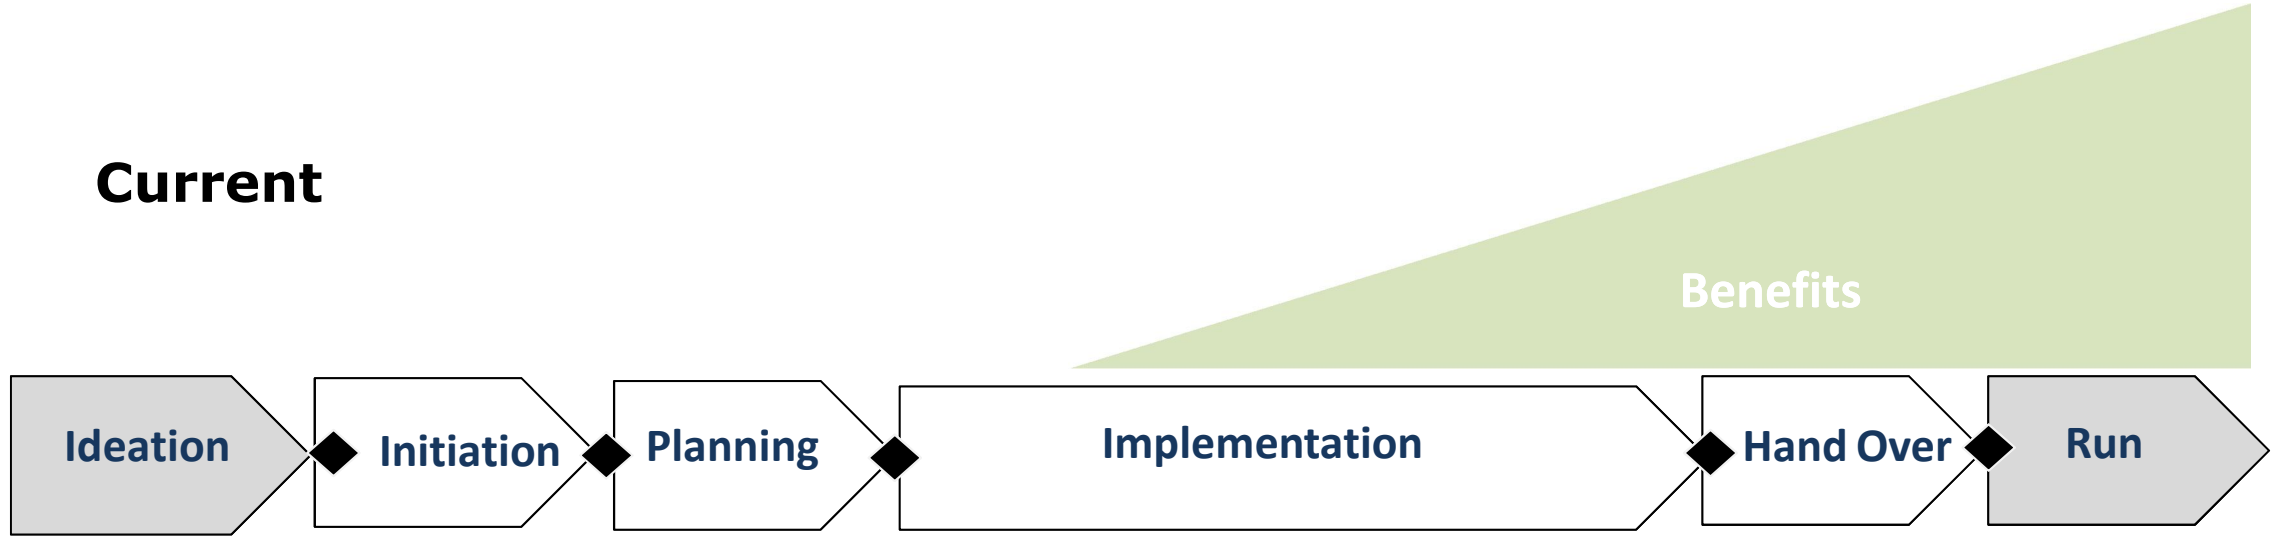 Current
Benefits
Ideation
Initiation
Planning
Implementation
Hand Over
Run